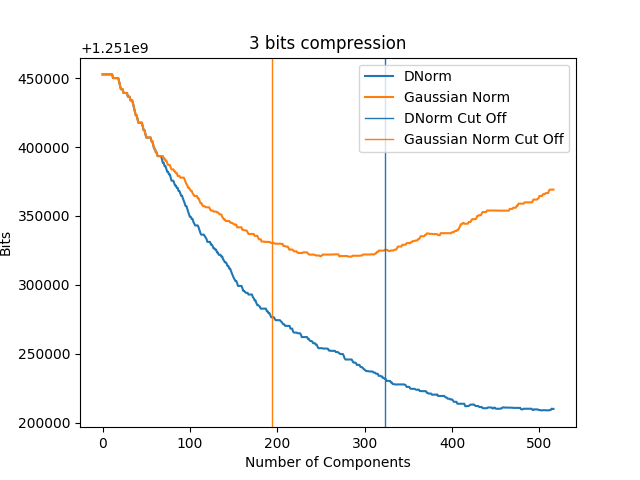 3 bits compression
+1.251e9
450000
400000
350000
300000
250000
200000
Bits
DNorm
Gaussian Norm
DNorm Cut Off
Gaussian Norm Cut Off
0 100 200 300 400 500
Number of Components